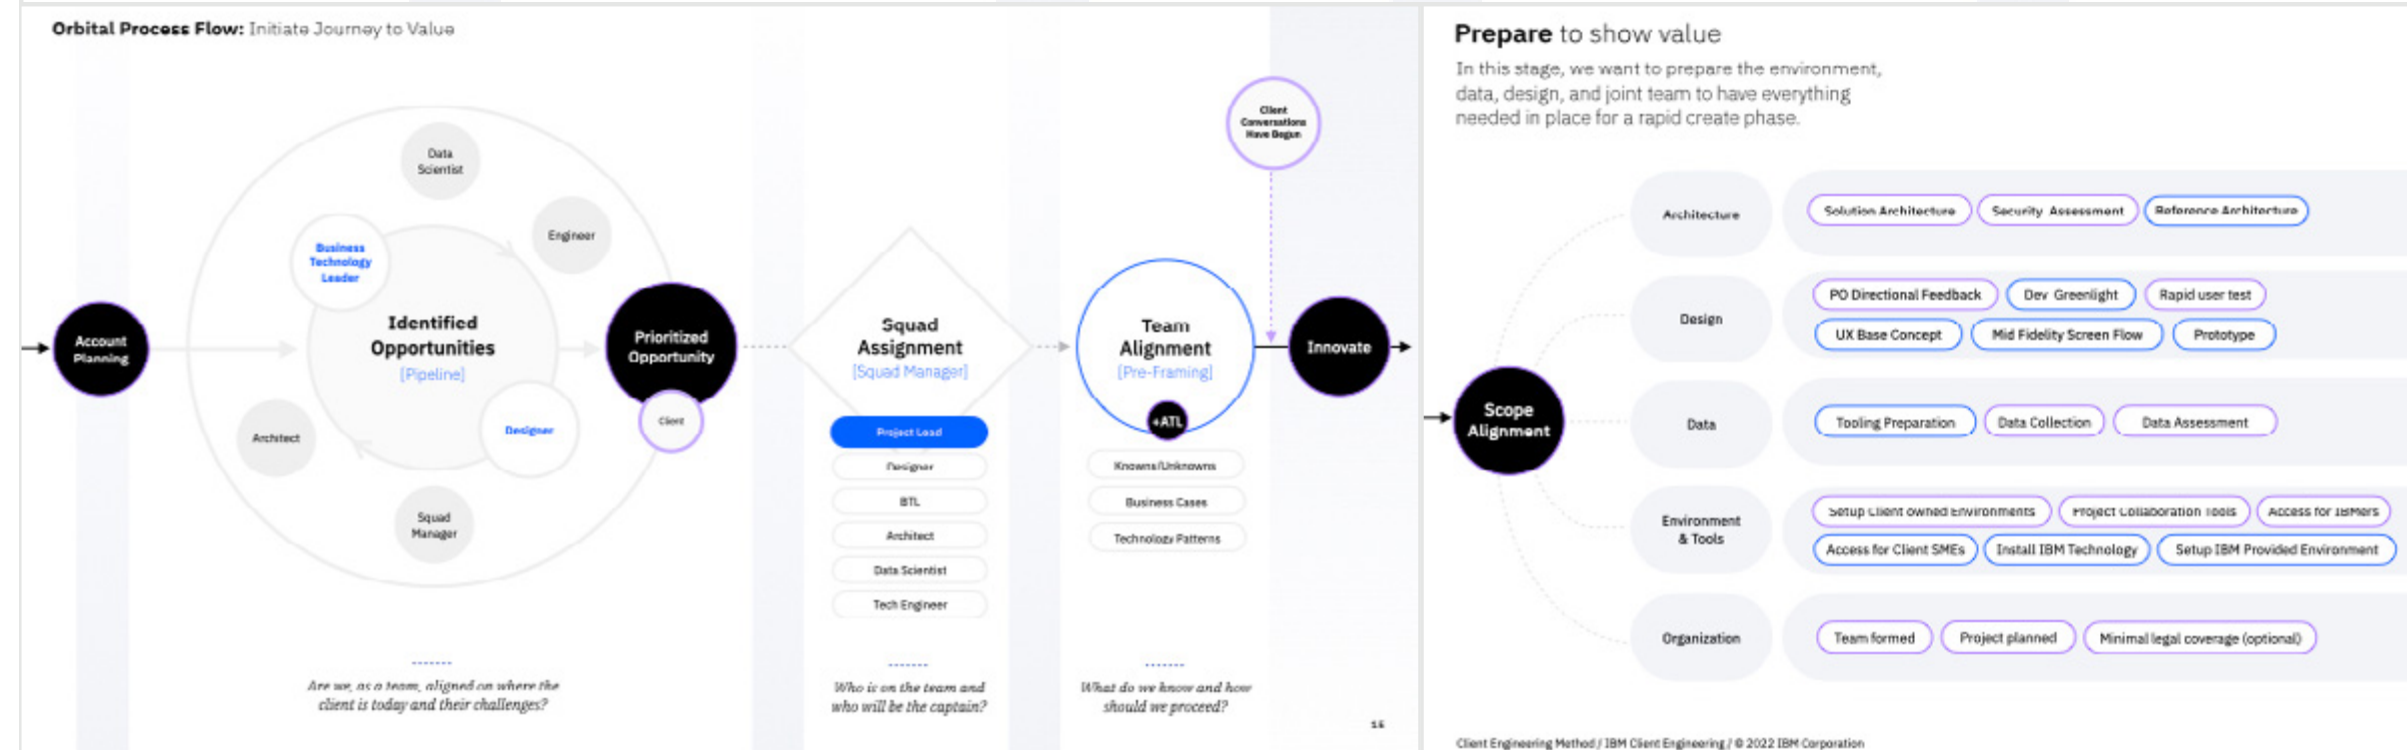 Orbital Process Flow: Initiate Journey to Value
Account
Planning
Data
Scientist
Engineer
Business
Technology
Leader
Identified
Opportunities
[Pipeline]
Designer
Architect
Squad
Manager
Prioritized
Opportunity
Client
Are we, as a team, aligned on where the
client is today and their challenges?
Squad
Assignment
[Squad Manager]
Project Lead
Designer
BTL
Architect
Data Scientist
Tech Engineer
Who is on the team and
who will be the captain?
Client
Conversations
Have Begun
Team
Alignment
[Pre-Framing]
+ATL
Knowns/Unknowns
Business Cases
Technology Patterns
What do we know and how
should we proceed?
Innovate
16
Prepare to show value
In this stage, we want to prepare the environment,
data, design, and joint team to have everything
needed in place for a rapid create phase.
Scope
Alignment
Architecture
Solution Architecture
Security Assessment
Reference Architecture
Design
PO Directional Feedback
Dev Greenlight
Rapid user test
UX Base Concept
Mid Fidelity Screen Flow
Prototype
Data
Tooling Preparation
Data Collection
Data Assessment
Environment
& Tools
Setup Client owned Environments
Project Collaboration Tools
Access for IBMers
Access for Client SMEs
Install IBM Technology
Setup IBM Provided Environment
Organization
Team formed
Project planned
Minimal legal coverage (optional)
Client Engineering Method / IBM Client Engineering / © 2022 IBM Corporation